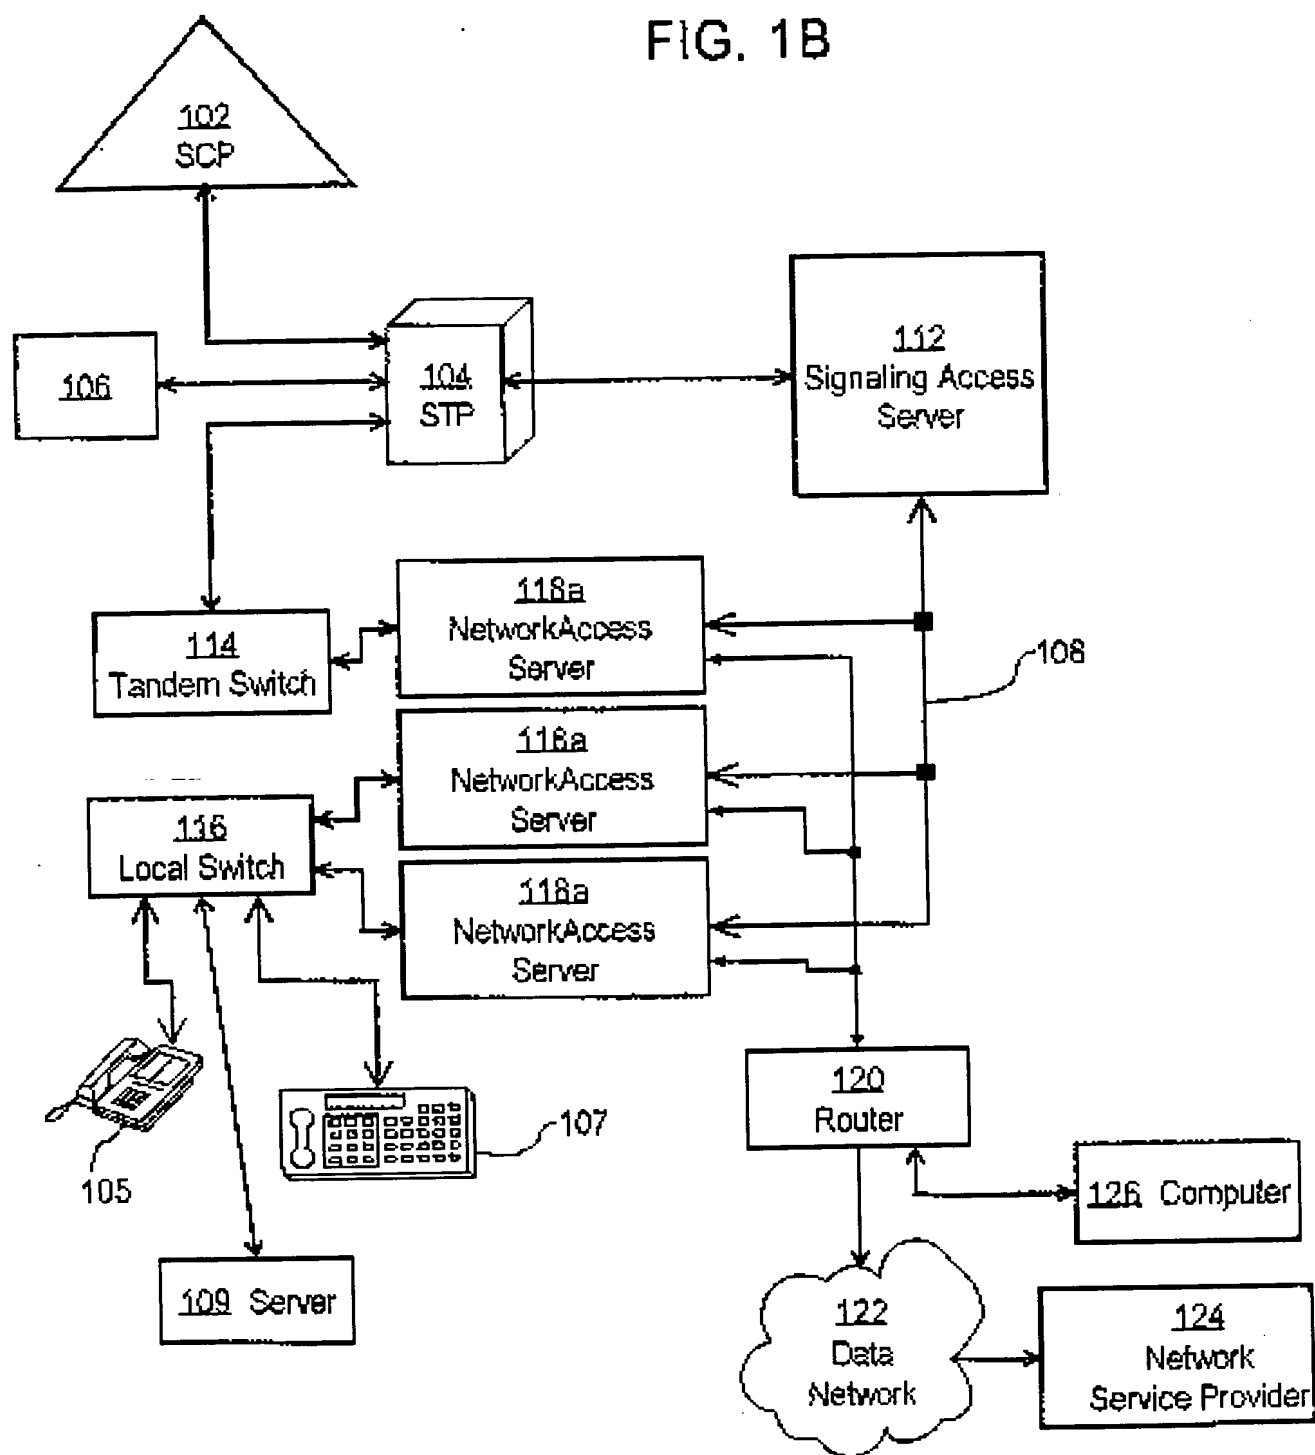 FIG. 1B
102
SCP
106
104
STP
112
Signaling Access
Server
114
Tandem Switch
118a
NetworkAccess
Server
108
118a
NetworkAccess
Server
116
Local Switch
118a
NetworkAccess
Server
105
107
120
Router
126 Computer
109 Server
122
Data
Network
124
Network
Service Provider